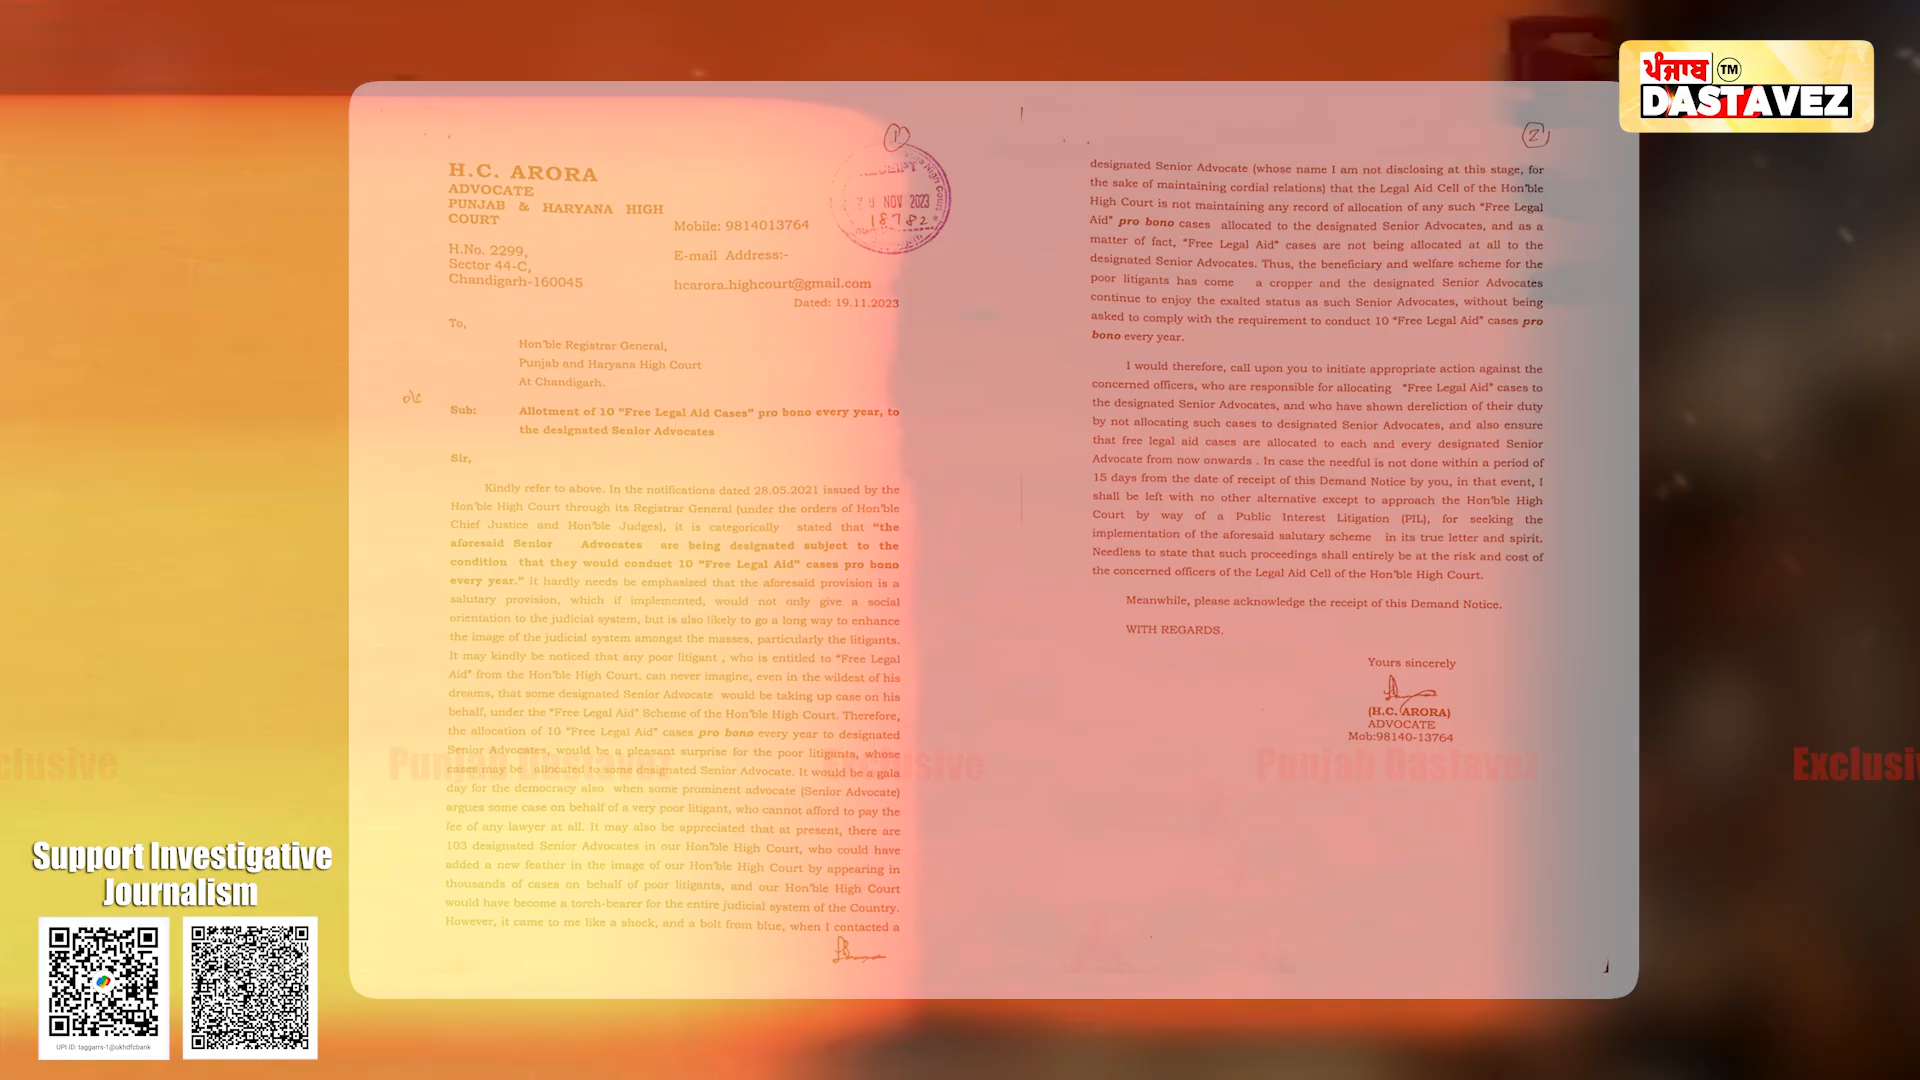 ਪੰਜਾਬ TM
DASTAVEZ
1
H.C. ARORA
ADVOCATE
PUNJAB & HARYANA HIGH
COURT
H.No. 2299,
Sector 44-C,
Chandigarh-160045
Mobile: 9814013764
E-mail Address:-
hcarora.highcourt@gmail.com
Dated: 19.11.2023
RECEIPT
NOV 2023
18782
To,
Hon'ble Registrar General,
Punjab and Haryana High Court
At Chandigarh.
o/c
Sub: Allotment of 10 “Free Legal Aid Cases” pro bono every year, to
the designated Senior Advocates
Sir,
Kindly refer to above. In the notifications dated 28.05.2021 issued by the
Hon'ble High Court through its Registrar General (under the orders of Hon'ble
Chief Justice and Hon'ble Judges), it is categorically stated that “the
aforesaid Senior Advocates are being designated subject to the
condition that they would conduct 10 “Free Legal Aid” cases pro bono
every year.” It hardly needs be emphasized that the aforesaid provision is a
salutary provision, which if implemented, would not only give a social
orientation to the judicial system, but is also likely to go a long way to enhance
the image of the judicial system amongst the masses, particularly the litigants.
It may kindly be noticed that any poor litigant , who is entitled to “Free Legal
Aid” from the Hon'ble High Court, can never imagine, even in the wildest of his
dreams, that some designated Senior Advocate would be taking up case on his
behalf, under the “Free Legal Aid” Scheme of the Hon'ble High Court. Therefore,
the allocation of 10 “Free Legal Aid” cases pro bono every year to designated
Senior Advocates, would be a pleasant surprise for the poor litigants, whose
cases may be allocated to some designated Senior Advocate. It would be a gala
day for the democracy also when some prominent advocate (Senior Advocate)
argues some case on behalf of a very poor litigant, who cannot afford to pay the
fee of any lawyer at all. It may also be appreciated that at present, there are
103 designated Senior Advocates in our Hon'ble High Court, who could have
added a new feather in the image of our Hon'ble High Court by appearing in
thousands of cases on behalf of poor litigants, and our Hon'ble High Court
would have become a torch-bearer for the entire judicial system of the Country.
However, it came to me like a shock, and a bolt from blue, when I contacted a
2
designated Senior Advocate (whose name I am not disclosing at this stage, for
the sake of maintaining cordial relations) that the Legal Aid Cell of the Hon'ble
High Court is not maintaining any record of allocation of any such “Free Legal
Aid” pro bono cases allocated to the designated Senior Advocates, and as a
matter of fact, “Free Legal Aid” cases are not being allocated at all to the
designated Senior Advocates. Thus, the beneficiary and welfare scheme for the
poor litigants has come a cropper and the designated Senior Advocates
continue to enjoy the exalted status as such Senior Advocates, without being
asked to comply with the requirement to conduct 10 “Free Legal Aid” cases pro
bono every year.
I would therefore, call upon you to initiate appropriate action against the
concerned officers, who are responsible for allocating “Free Legal Aid” cases to
the designated Senior Advocates, and who have shown dereliction of their duty
by not allocating such cases to designated Senior Advocates, and also ensure
that free legal aid cases are allocated to each and every designated Senior
Advocate from now onwards . In case the needful is not done within a period of
15 days from the date of receipt of this Demand Notice by you, in that event, I
shall be left with no other alternative except to approach the Hon'ble High
Court by way of a Public Interest Litigation (PIL), for seeking the
implementation of the aforesaid salutary scheme in its true letter and spirit.
Needless to state that such proceedings shall entirely be at the risk and cost of
the concerned officers of the Legal Aid Cell of the Hon'ble High Court.
Meanwhile, please acknowledge the receipt of this Demand Notice.
WITH REGARDS.
Yours sincerely
(H.C. ARORA)
ADVOCATE
Mob:98140-13764
clusive Punjab Dastavez Exclusive Punjab Dastavez Exclusiv
Support Investigative
Journalism
UPI ID: taggarrs-1@okhdfcbank